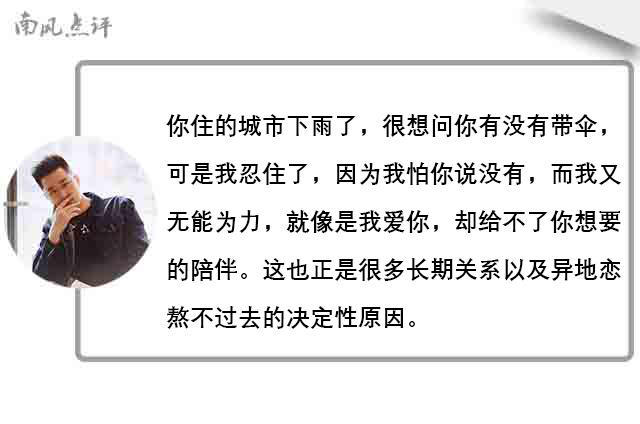 南风点评
你住的城市下雨了，很想问你有没有带伞，
可是我忍住了，因为我怕你说没有，而我又
无能为力，就像是我爱你，却给不了你想要
的陪伴。这也正是很多长期关系以及异地恋
熬不过去的决定性原因。